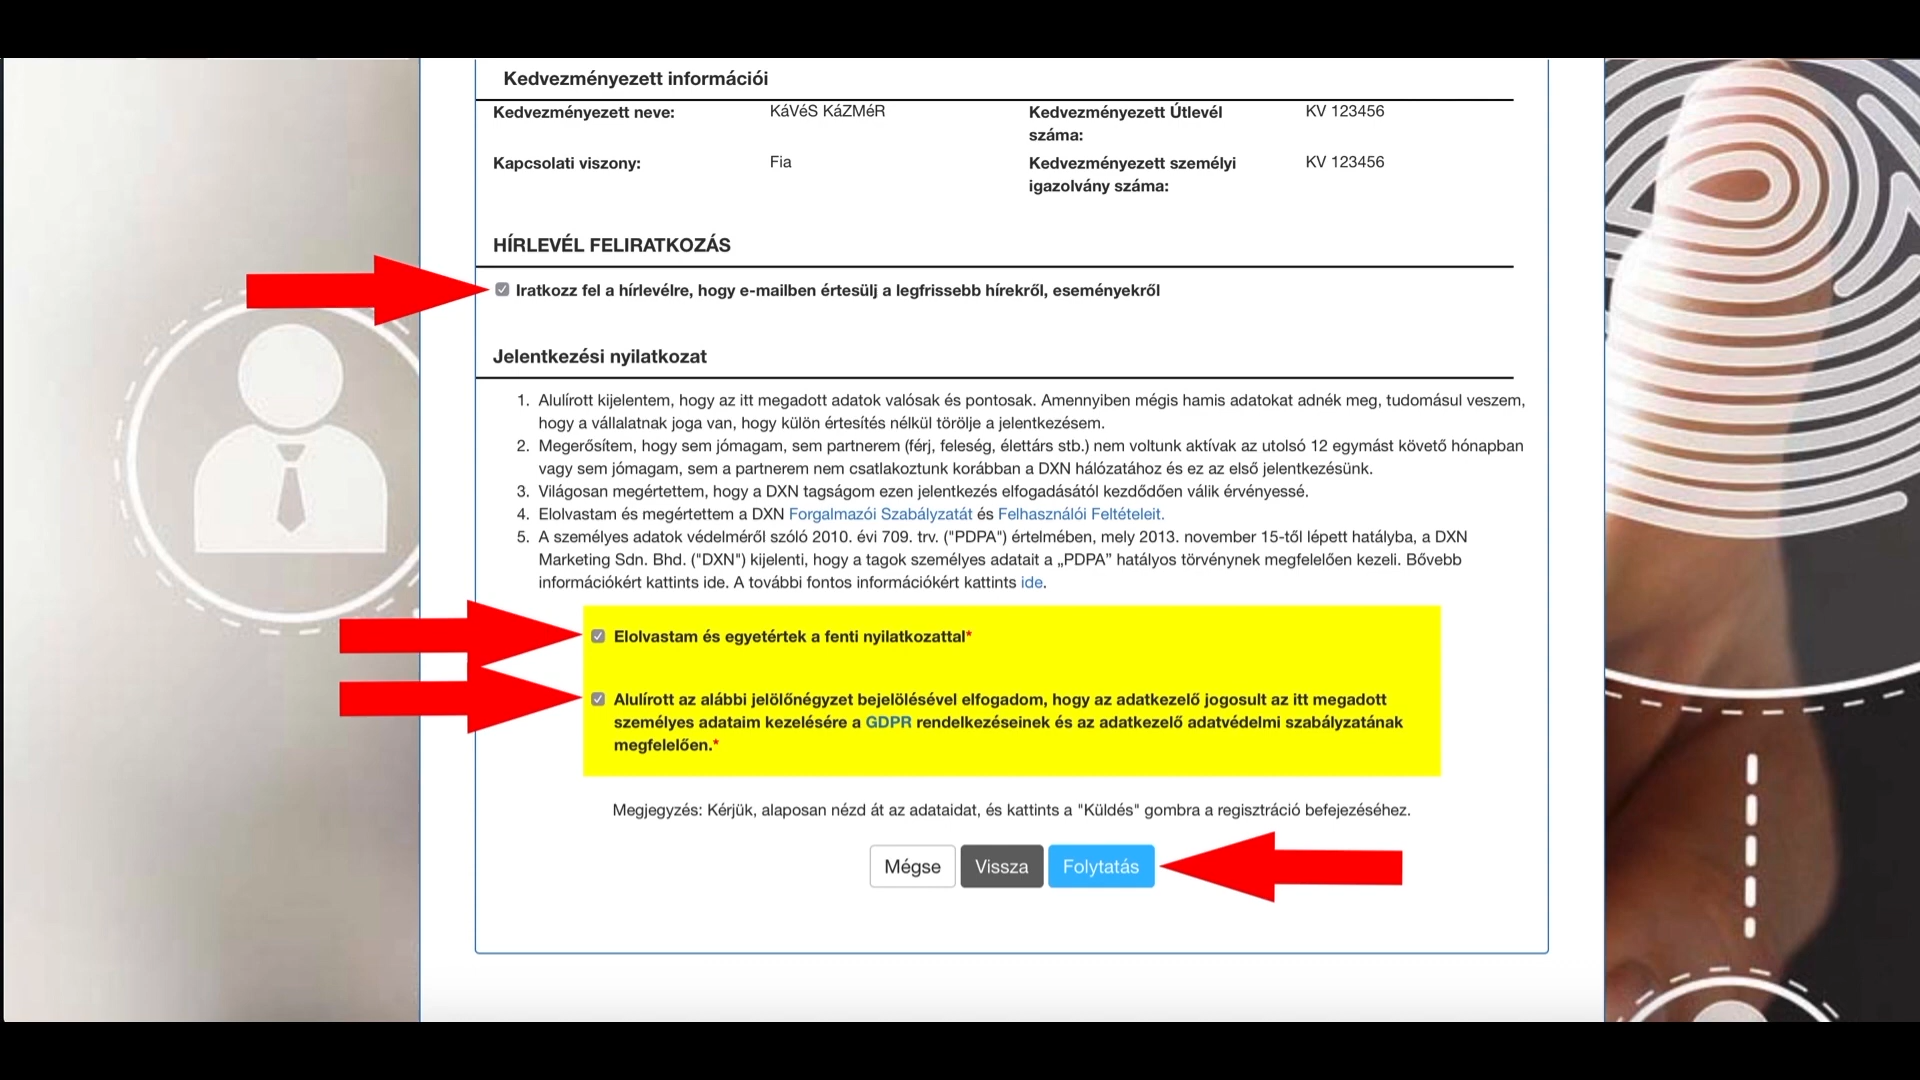 Kedvezményezett információi
Kedvezményezett neve: KáVéS KáZMéR Kedvezményezett Útlevél száma: KV 123456
Kapcsolati viszony: Fia Kedvezményezett személyi igazolvány száma: KV 123456
HÍRLEVÉL FELIRATKOZÁS
Iratkozz fel a hírlevélre, hogy e-mailben értesülj a legfrissebb hírekről, eseményekről
Jelentkezési nyilatkozat
1. Alulírott kijelentem, hogy az itt megadott adatok valósak és pontosak. Amennyiben mégis hamis adatokat adnék meg, tudomásul veszem,
hogy a vállalatnak joga van, hogy külön értesítés nélkül törölje a jelentkezésem.
2. Megerősítem, hogy sem jómagam, sem partnerem (férj, feleség, élettárs stb.) nem voltunk aktívak az utolsó 12 egymást követő hónapban
vagy sem jómagam, sem a partnerem nem csatlakoztunk korábban a DXN hálózatához és ez az első jelentkezésünk.
3. Világosan megértettem, hogy a DXN tagságom ezen jelentkezés elfogadásától kezdődően válik érvényessé.
4. Elolvastam és megértettem a DXN Forgalmazói Szabályzatát és Felhasználói Feltételeit.
5. A személyes adatok védelméről szóló 2010. évi 709. trv. ("PDPA") értelmében, mely 2013. november 15-től lépett hatályba, a DXN
Marketing Sdn. Bhd. ("DXN") kijelenti, hogy a tagok személyes adatait a „PDPA” hatályos törvénynek megfelelően kezeli. Bővebb
információkért kattints ide. A további fontos információkért kattints ide.
Elolvastam és egyetértek a fenti nyilatkozattal*
Alulírott az alábbi jelölőnégyzet bejelölésével elfogadom, hogy az adatkezelő jogosult az itt megadott
személyes adataim kezelésére a GDPR rendelkezéseinek és az adatkezelő adatvédelmi szabályzatának
megfelelően.*
Megjegyzés: Kérjük, alaposan nézd át az adataidat, és kattints a "Küldés" gombra a regisztráció befejezéséhez.
Mégse Vissza Folytatás